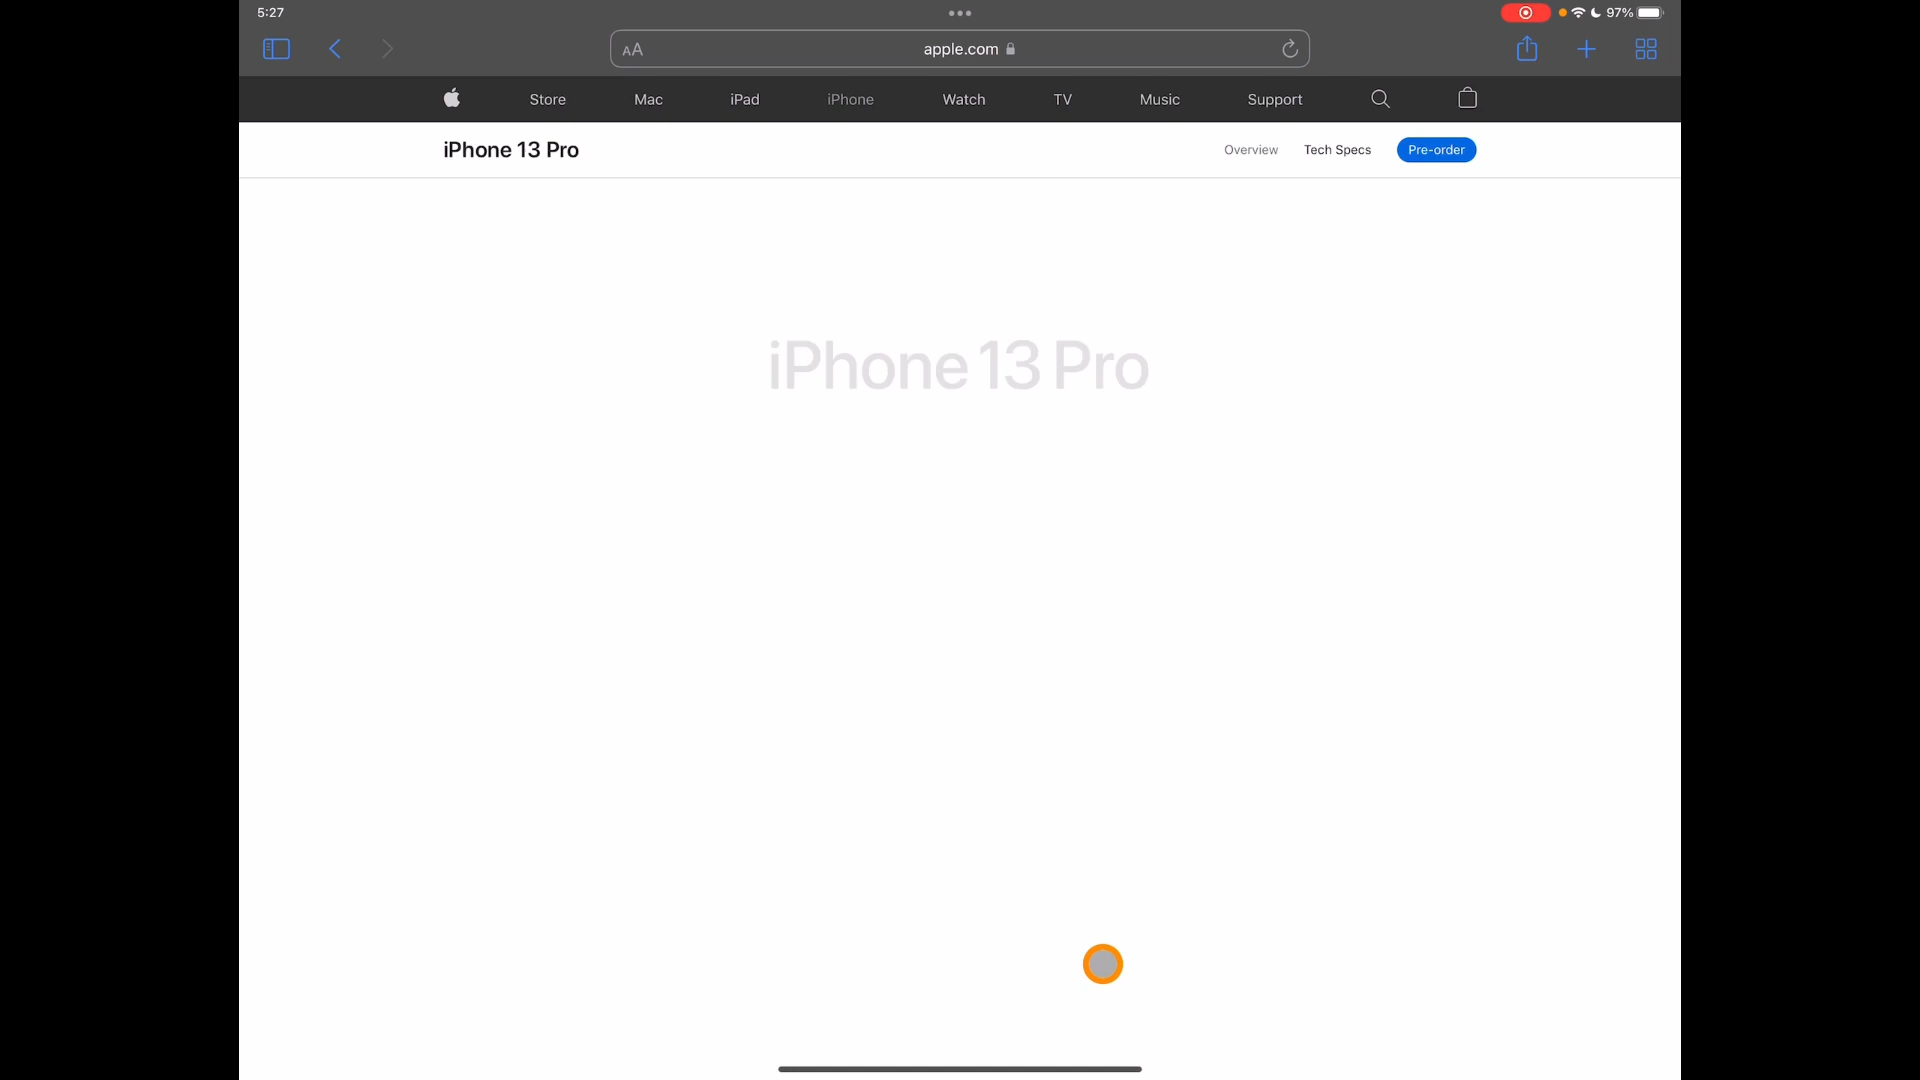 5:27
97%
AA
apple.com
Store
Mac
iPad
iPhone
Watch
TV
Music
Support
iPhone 13 Pro
Overview
Tech Specs
Pre-order
iPhone 13 Pro